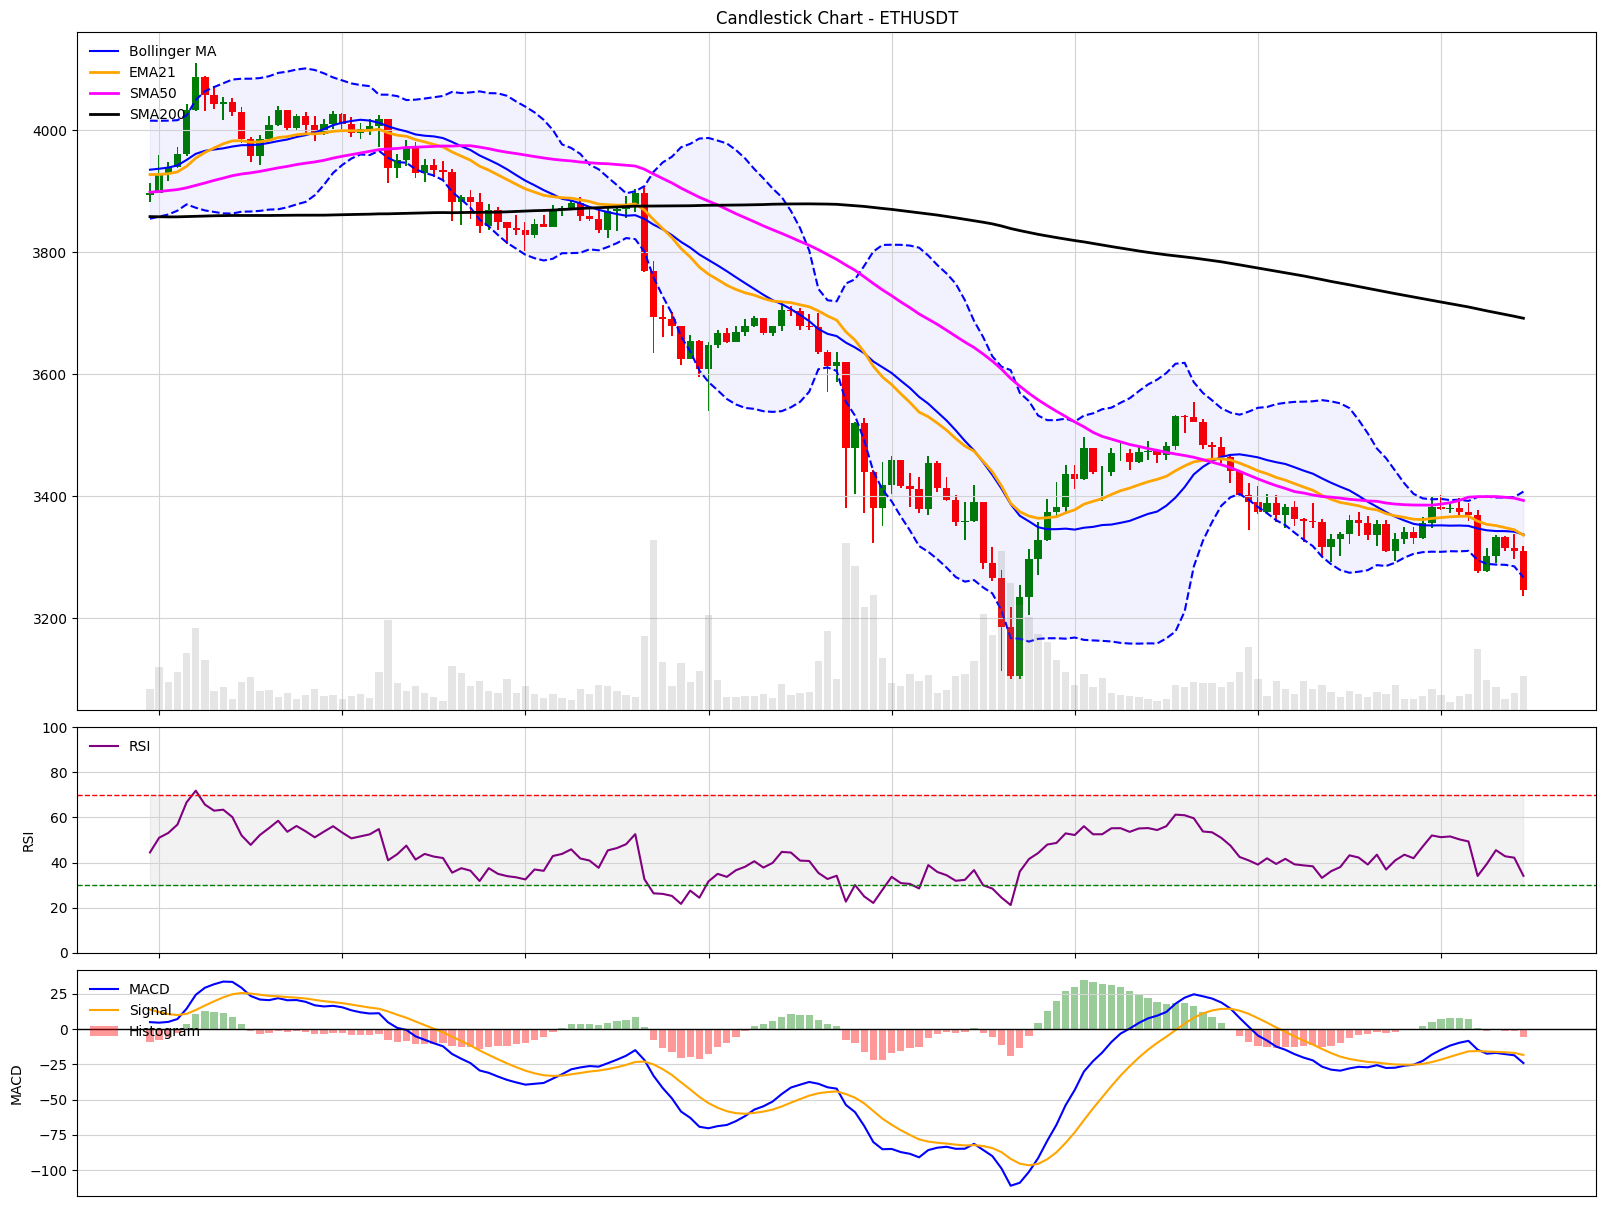 Candlestick Chart - ETHUSDT
Bollinger MA
EMA21
SMA50
SMA200
4000
3800
3600
3400
3200
RSI
100
80
60
40
20
0
RSI
MACD
Signal
Histogram
25
0
−25
−50
−75
−100
MACD